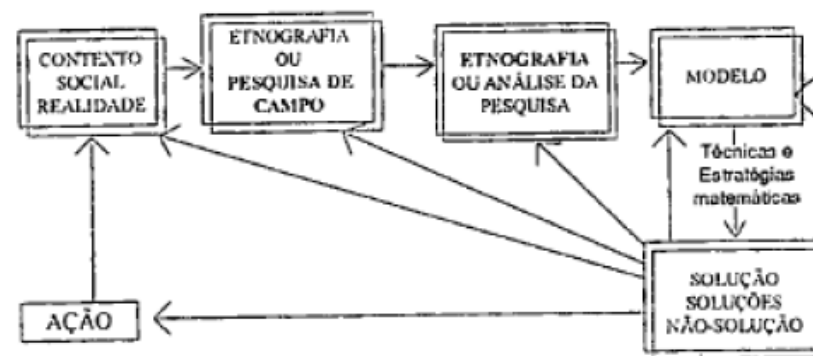 CONTEXTO
SOCIAL
REALIDADE
ETNOGRAFIA
OU
PESQUISA DE
CAMPO
ETNOGRAFIA
OU ANÁLISE DA
PESQUISA
MODELO
Técnicas e
Estratégias
matemáticas
SOLUÇÃO
SOLUÇÕES
NÃO-SOLUÇÃO
AÇÃO